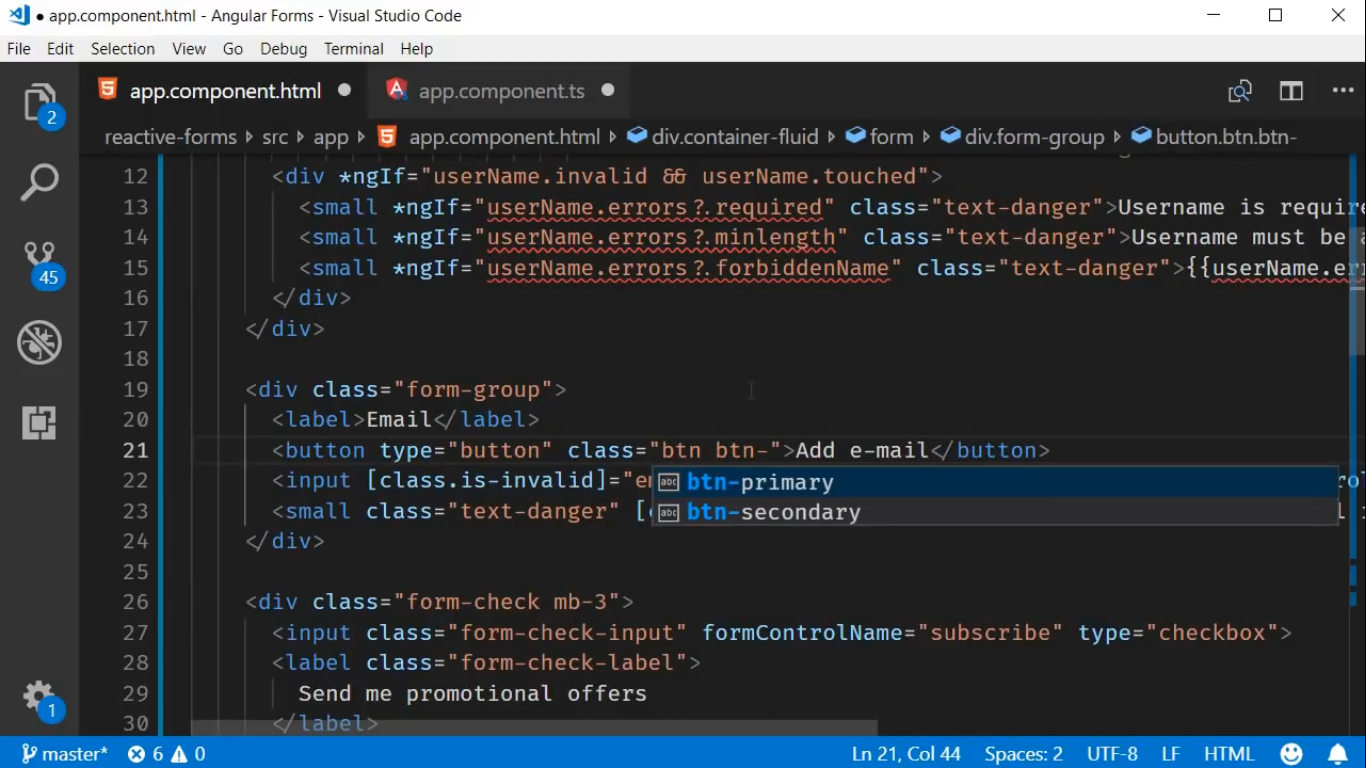 app.component.html - Angular Forms - Visual Studio Code
File Edit Selection View Go Debug Terminal Help
2 app.component.html app.component.ts
reactive-forms src app app.component.html div.container-fluid form div.form-group button.btn.btn-
12 <div *ngIf="userName.invalid && userName.touched">
13 <small *ngIf="userName.errors?.required" class="text-danger">Username is require
14 <small *ngIf="userName.errors?.minlength" class="text-danger">Username must be a
15 <small *ngIf="userName.errors?.forbiddenName" class="text-danger">{{userName.err
45
16 </div>
17 </div>
18
19 <div class="form-group">
20 <label>Email</label>
21 <button type="button" class="btn btn-">Add e-mail</button>
22 <input [class.is-invalid]="em
btn-primary
23 <small class="text-danger" [c
btn-secondary
24 </div>
25
26 <div class="form-check mb-3">
27 <input class="form-check-input" formControlName="subscribe" type="checkbox">
28 <label class="form-check-label">
29 Send me promotional offers
1
30 </label>
master* 6 0 Ln 21, Col 44 Spaces: 2 UTF-8 LF HTML